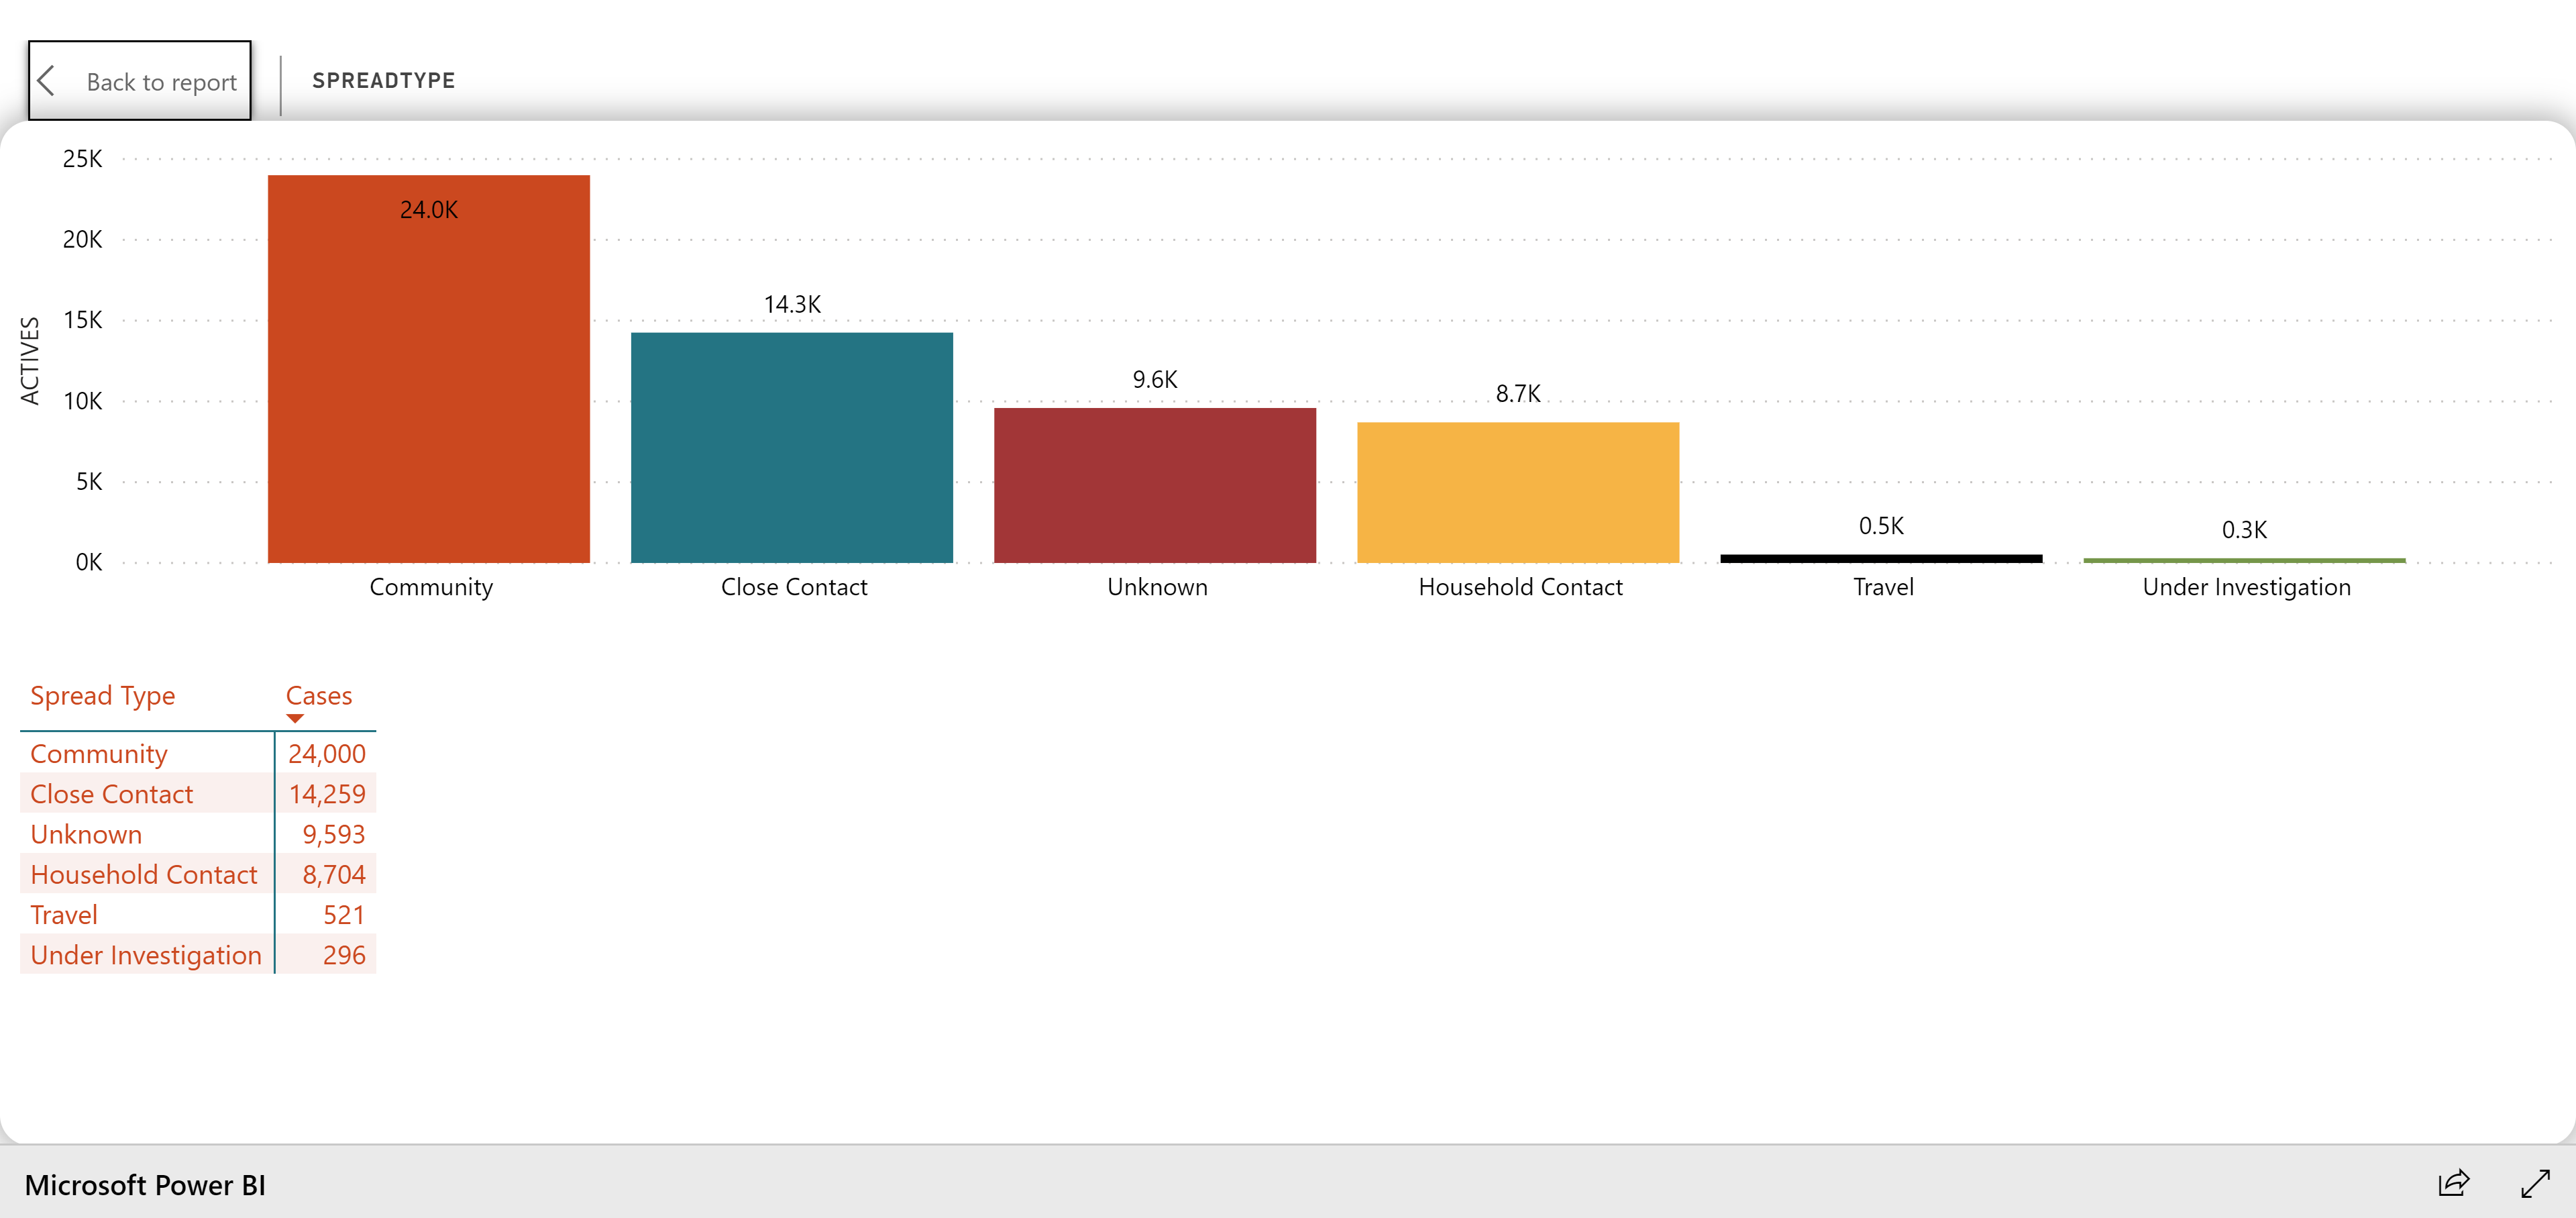 Back to report
SPREADTYPE
25K
20K
15K
10K
5K
0K
ACTIVES
24.0K
14.3K
9.6K
8.7K
0.5K
0.3K
Community Close Contact Unknown Household Contact Travel Under Investigation
Spread Type Cases
Community 24,000
Close Contact 14,259
Unknown 9,593
Household Contact 8,704
Travel 521
Under Investigation 296
Microsoft Power BI